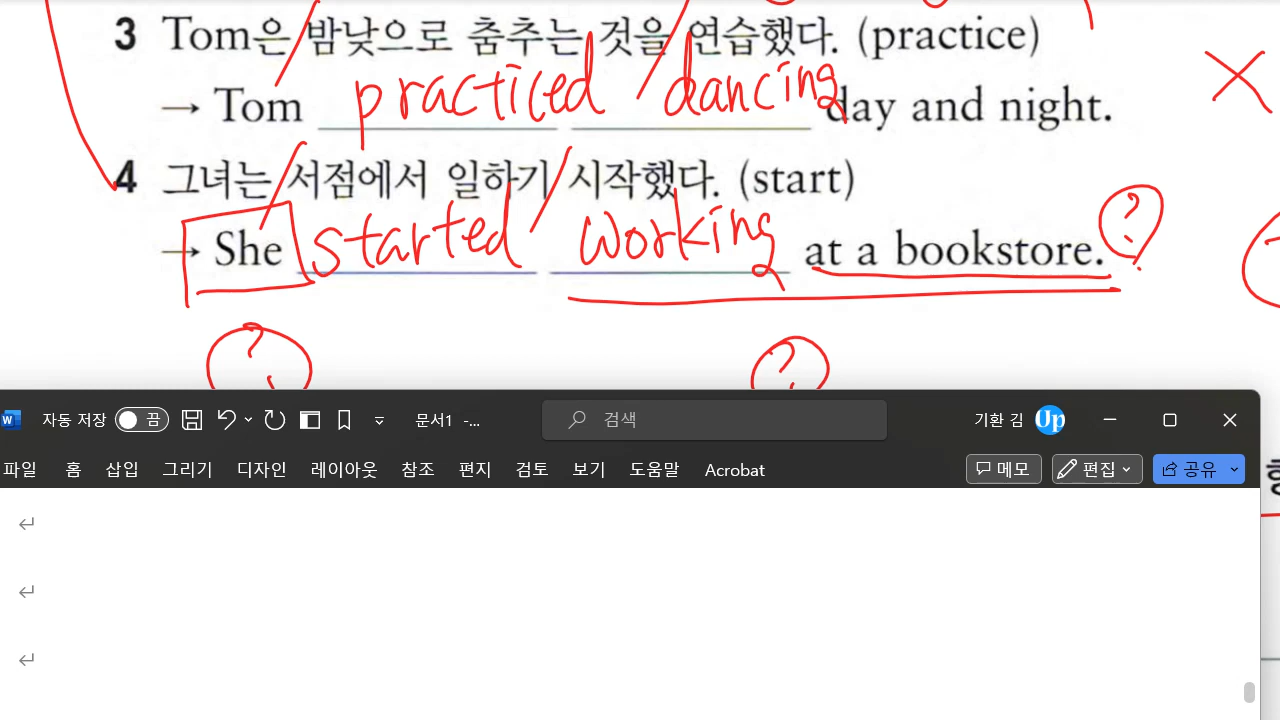 3 Tom은 밤낮으로 춤추는 것을 연습했다. (practice)
→ Tom practiced dancing day and night.
4 그녀는 서점에서 일하기 시작했다. (start)
→ She started working at a bookstore. ?
? ?
자동 저장 끔 문서1 -... 검색 기환 김 Up
파일 홈 삽입 그리기 디자인 레이아웃 참조 편지 검토 보기 도움말 Acrobat 메모 편집 공유